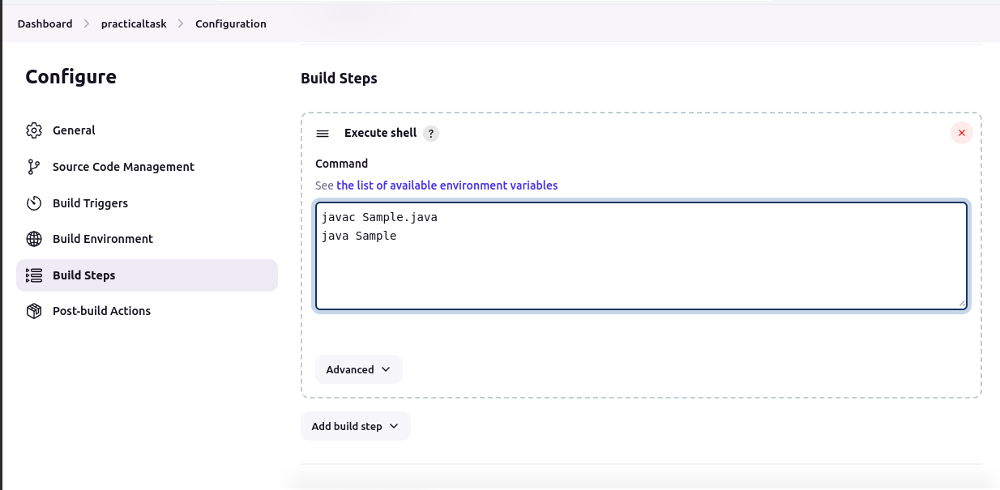 Dashboard > practicaltask > Configuration
Configure
General
Source Code Management
Build Triggers
Build Environment
Build Steps
Post-build Actions
Build Steps
Execute shell ?
Command
See the list of available environment variables
javac Sample.java
java Sample
Advanced
Add build step